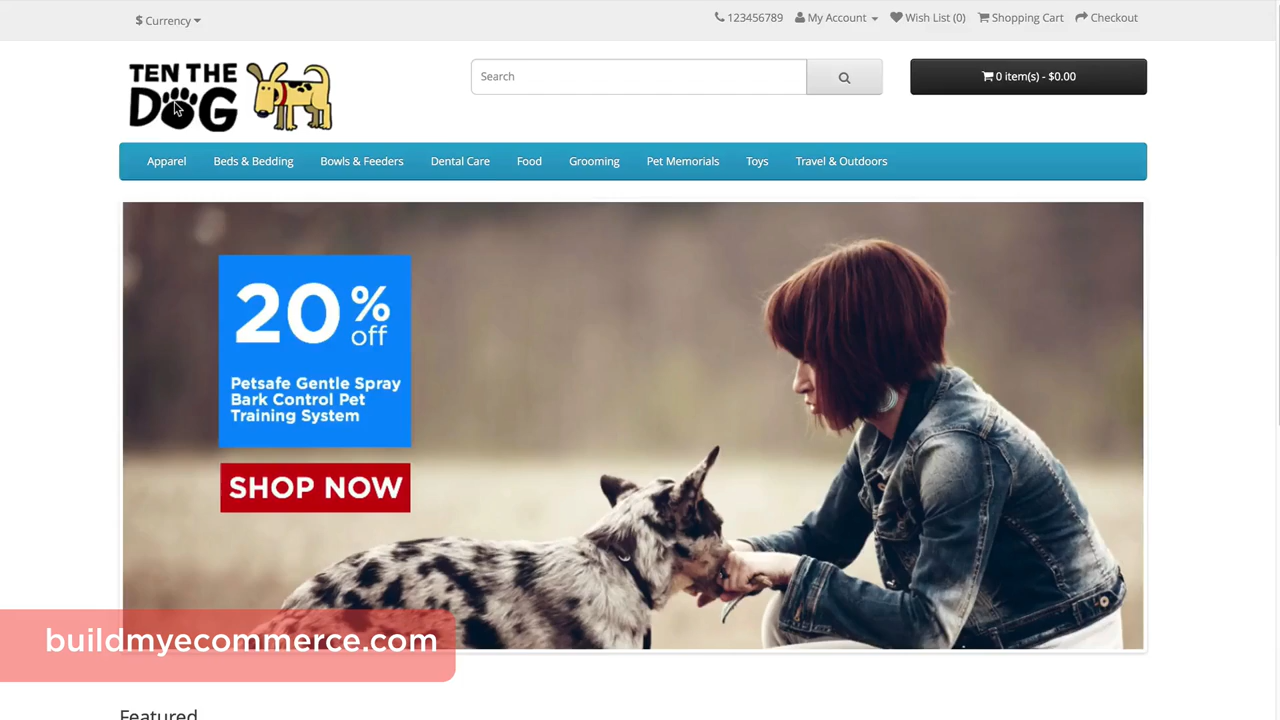 $ Currency
123456789
My Account
Wish List (0)
Shopping Cart
Checkout
TEN THE
DOG
Search
0 item(s) - $0.00
Apparel
Beds & Bedding
Bowls & Feeders
Dental Care
Food
Grooming
Pet Memorials
Toys
Travel & Outdoors
20 %
off
Petsafe Gentle Spray
Bark Control Pet
Training System
SHOP NOW
buildmyecommerce.com
Featured